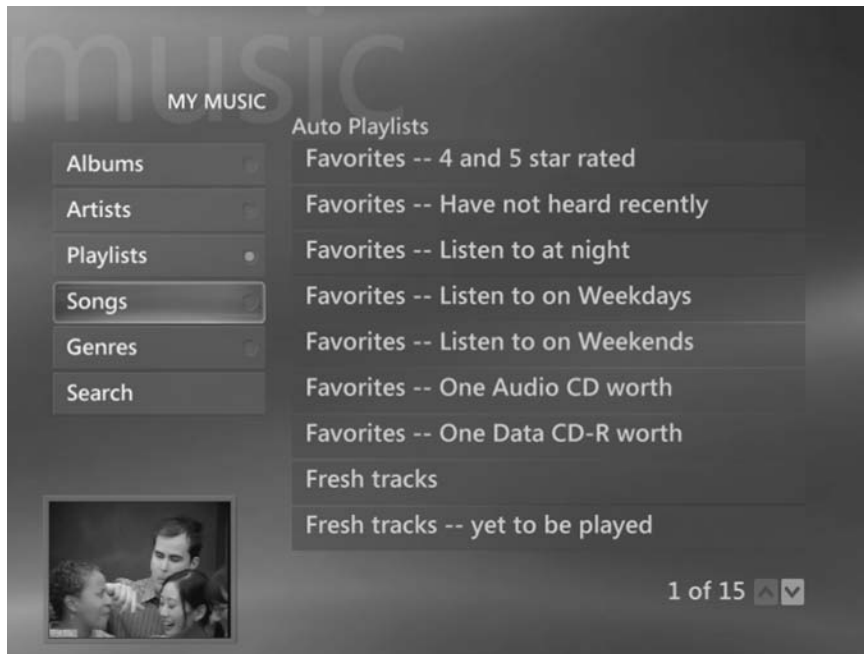 music
MY MUSIC
Albums
Artists
Playlists
Songs
Genres
Search
Auto Playlists
Favorites -- 4 and 5 star rated
Favorites -- Have not heard recently
Favorites -- Listen to at night
Favorites -- Listen to on Weekdays
Favorites -- Listen to on Weekends
Favorites -- One Audio CD worth
Favorites -- One Data CD-R worth
Fresh tracks
Fresh tracks -- yet to be played
1 of 15